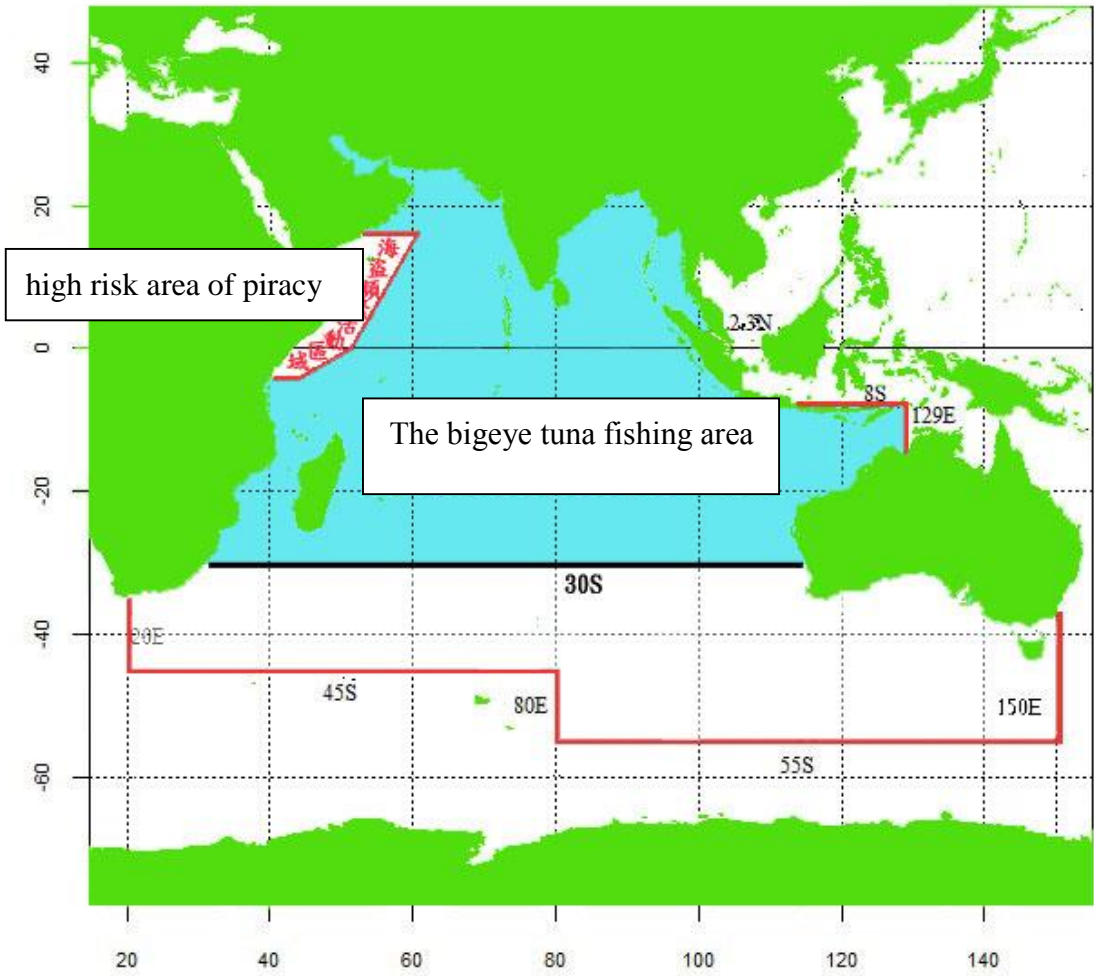 40
20
0
-20
-40
-60
high risk area of piracy
海盜頻
活動區域
2.3N
8S
129E
The bigeye tuna fishing area
30S
20E
45S
80E
150E
55S
20
40
60
80
100
120
140